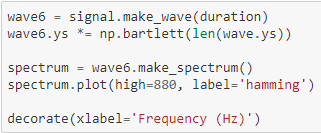 wave6 = signal.make_wave(duration)
wave6.ys *= np.bartlett(len(wave.ys))
spectrum = wave6.make_spectrum()
spectrum.plot(high=880, label='hamming')
decorate(xlabel='Frequency (Hz)')